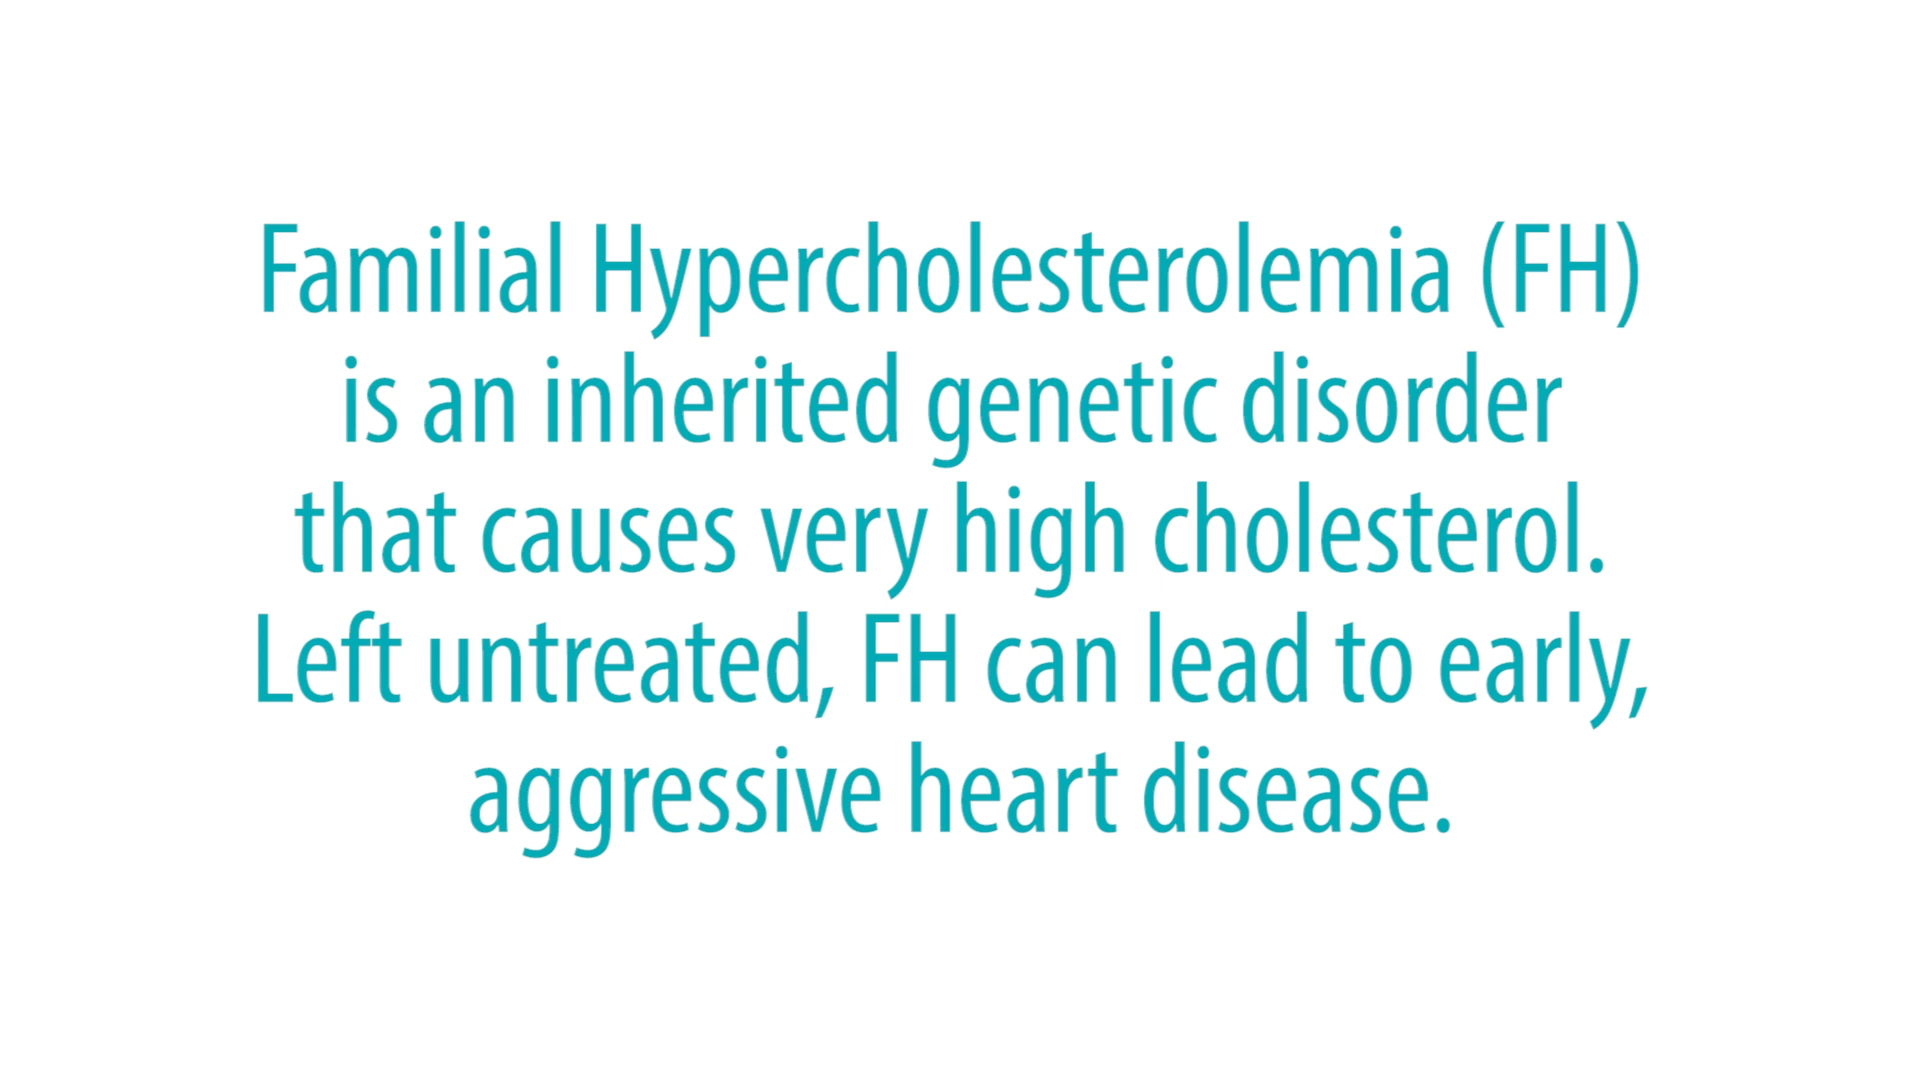 Familial Hypercholesterolemia (FH)
is an inherited genetic disorder
that causes very high cholesterol.
Left untreated, FH can lead to early,
aggressive heart disease.